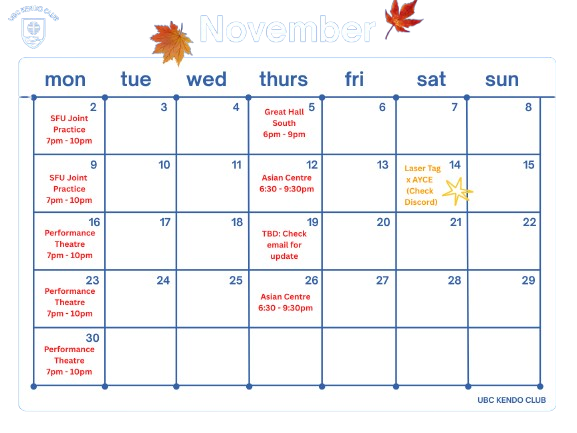 UBC KENDO CLUB
November
mon tue wed thurs fri sat sun
2 3 4 5 6 7 8
SFU Joint
Practice
7pm - 10pm
Great Hall
South
6pm - 9pm
9 10 11 12 13 14 15
SFU Joint
Practice
7pm - 10pm
Asian Centre
6:30 - 9:30pm
Laser Tag
x AYCE
(Check
Discord)
16 17 18 19 20 21 22
Performance
Theatre
7pm - 10pm
TBD: Check
email for
update
23 24 25 26 27 28 29
Performance
Theatre
7pm - 10pm
Asian Centre
6:30 - 9:30pm
30
Performance
Theatre
7pm - 10pm
UBC KENDO CLUB